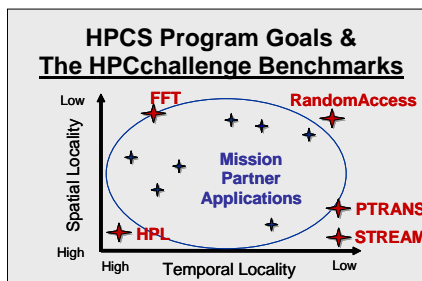 HPCS Program Goals &
The HPCchallenge Benchmarks
Low
FFT
RandomAccess
Spatial Locality
Mission
Partner
Applications
PTRANS
HPL
STREAM
High
High
Temporal Locality
Low